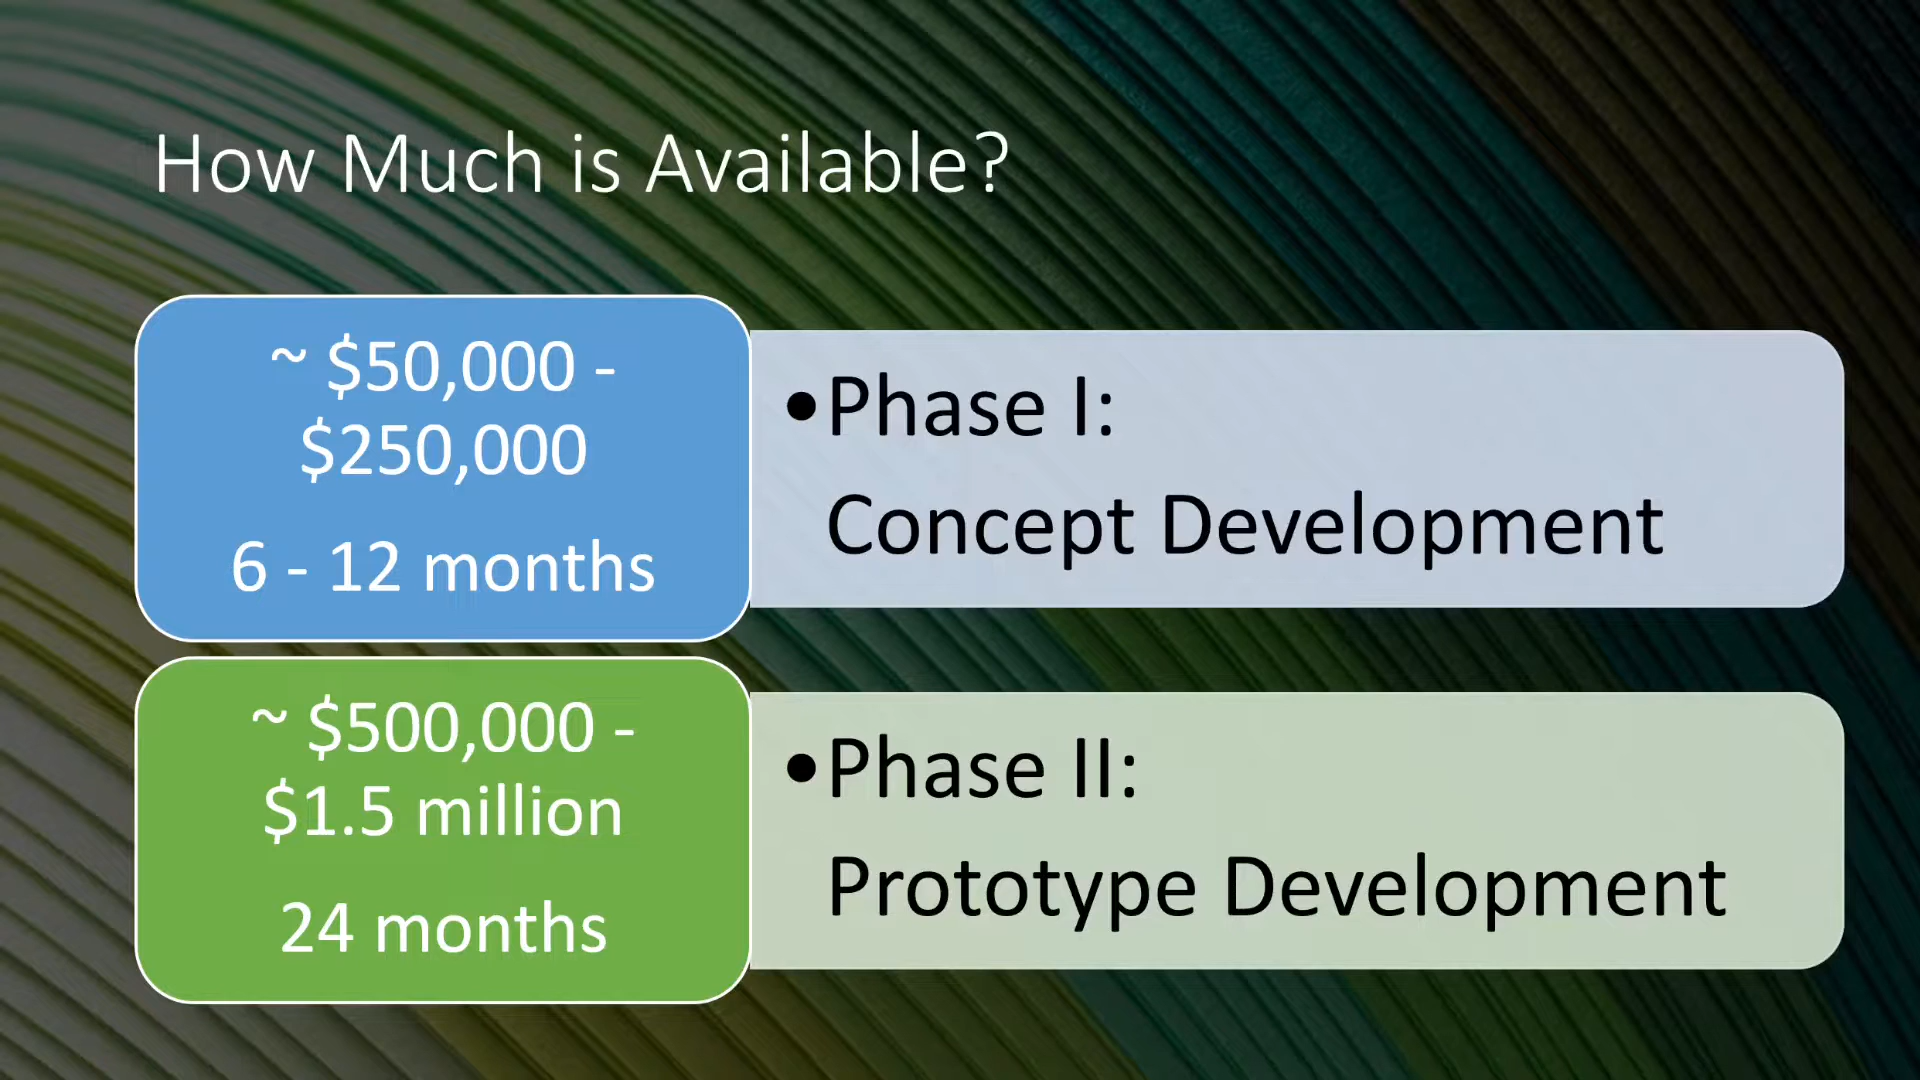 How Much is Available?
~ $50,000 -
$250,000
6 - 12 months
•Phase I:
Concept Development
~ $500,000 -
$1.5 million
24 months
•Phase II:
Prototype Development